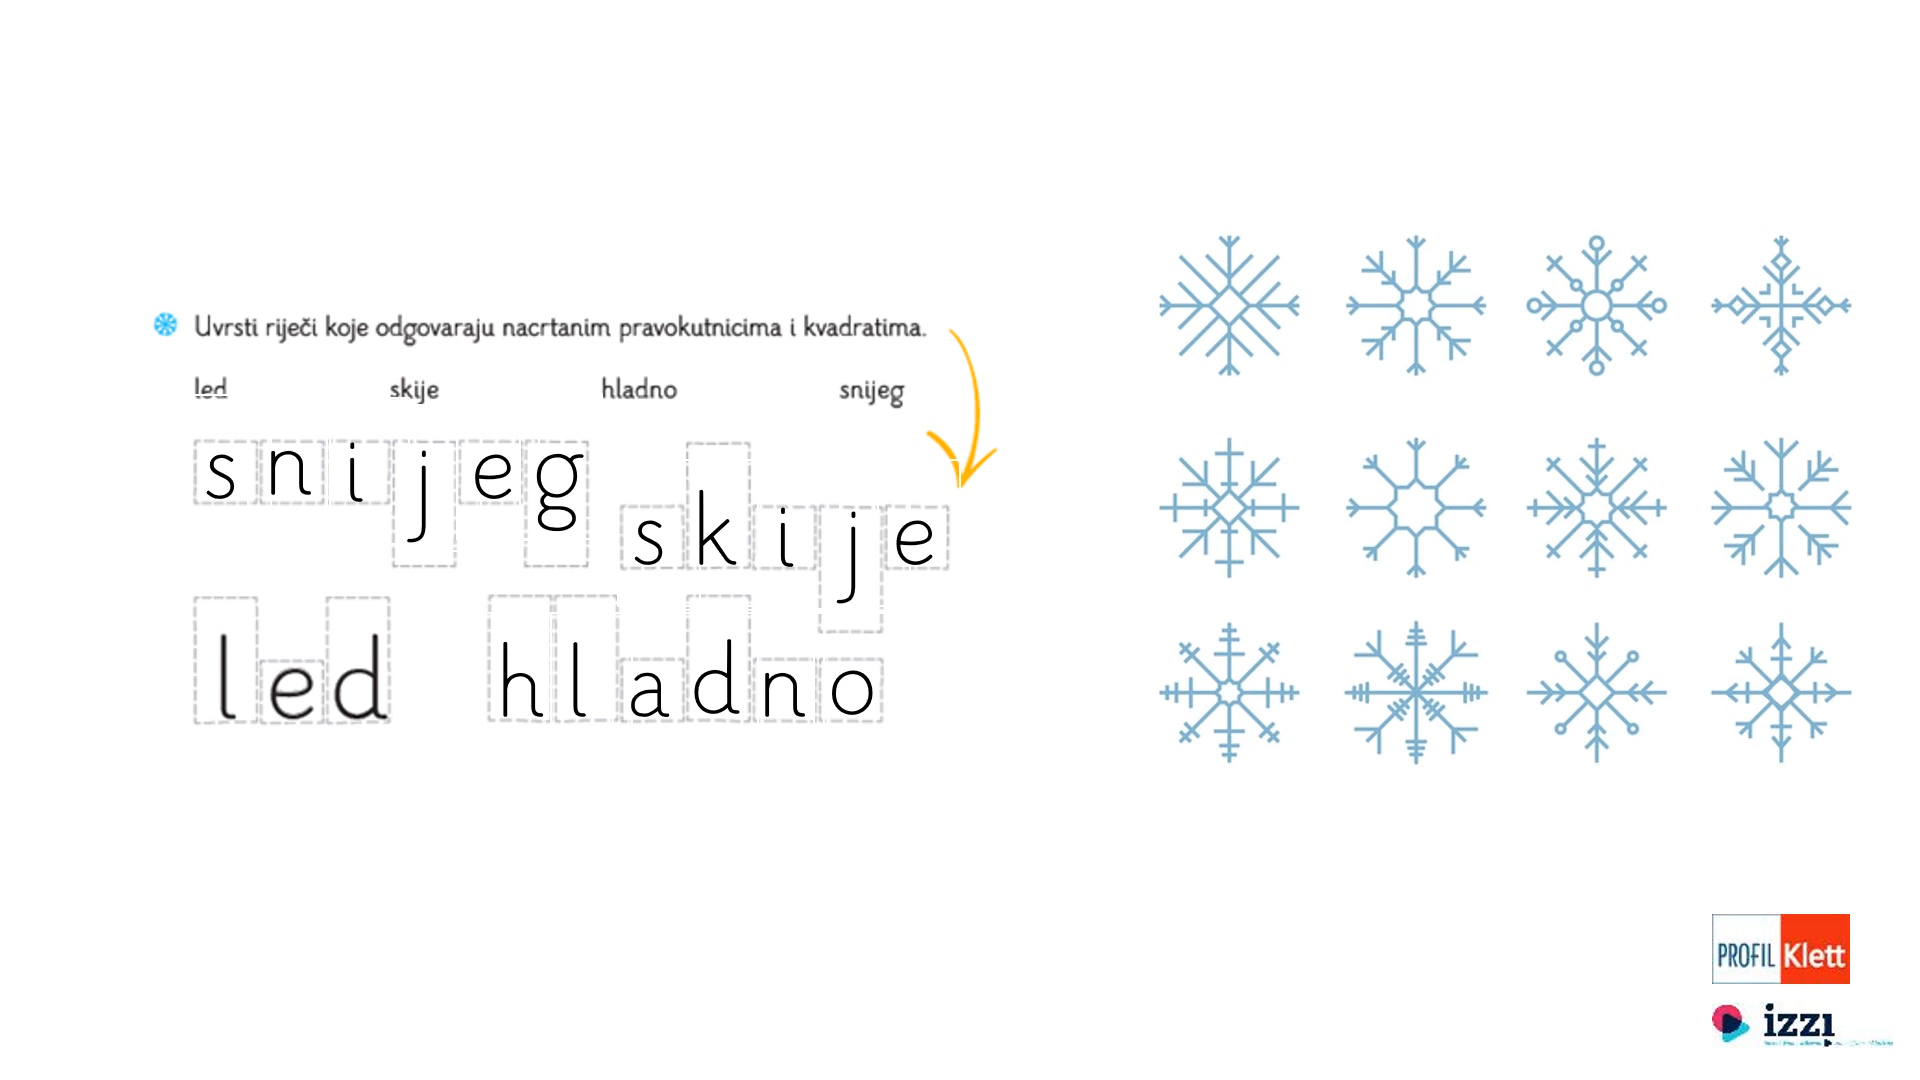 Uvrsti riječi koje odgovaraju nacrtanim pravokutnicima i kvadratima.
led skije hladno snijeg
snijeg
skije
led hladno
PROFIL Klett
izzi